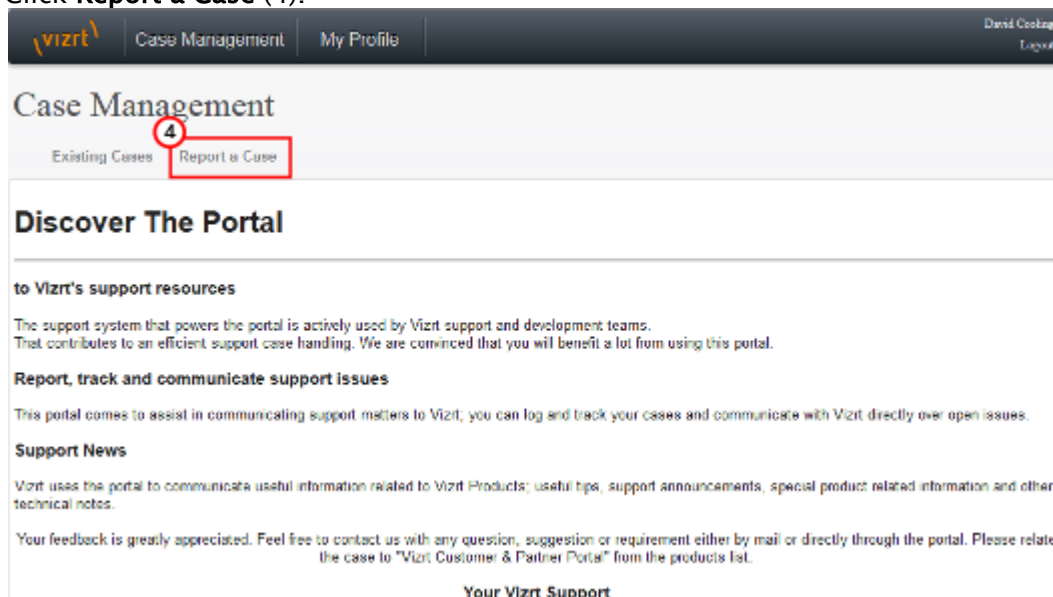 Click Report a Case (4).
vizrt Case Management My Profile
David Cooking
Logout
Case Management
4
Existing Cases Report a Case
Discover The Portal
to Vizrt's support resources
The support system that powers the portal is actively used by Vizrt support and development teams.
That contributes to an efficient support case handling. We are convinced that you will benefit a lot from using this portal.
Report, track and communicate support issues
This portal comes to assist in communicating support matters to Vizrt; you can log and track your cases and communicate with Vizrt directly over open issues.
Support News
Vizrt uses the portal to communicate useful information related to Vizrt Products; useful tips, support announcements, special product related information and other
technical notes.
Your feedback is greatly appreciated. Feel free to contact us with any question, suggestion or requirement either by mail or directly through the portal. Please relate
the case to "Vizrt Customer & Partner Portal" from the products list.
Your Vizrt Support